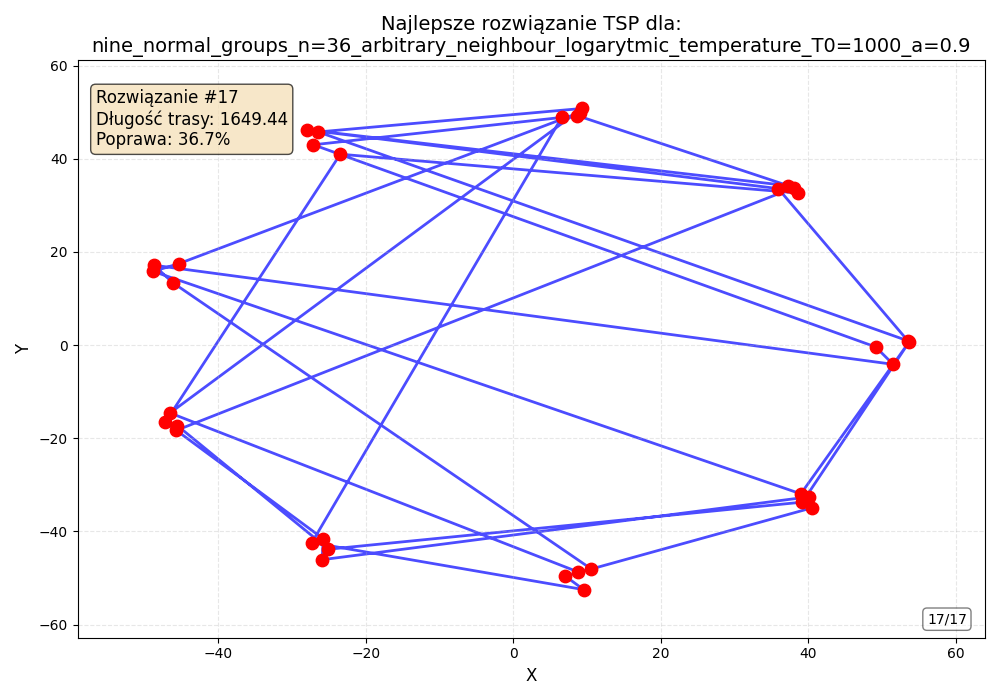 Najlepsze rozwiązanie TSP dla:
nine_normal_groups_n=36_arbitrary_neighbour_logarytmic_temperature_T0=1000_a=0.9
Rozwiązanie #17
Długość trasy: 1649.44
Poprawa: 36.7%
60
40
20
0
−20
−40
−60
Y
17/17
−40
−20
0
20
40
60
X